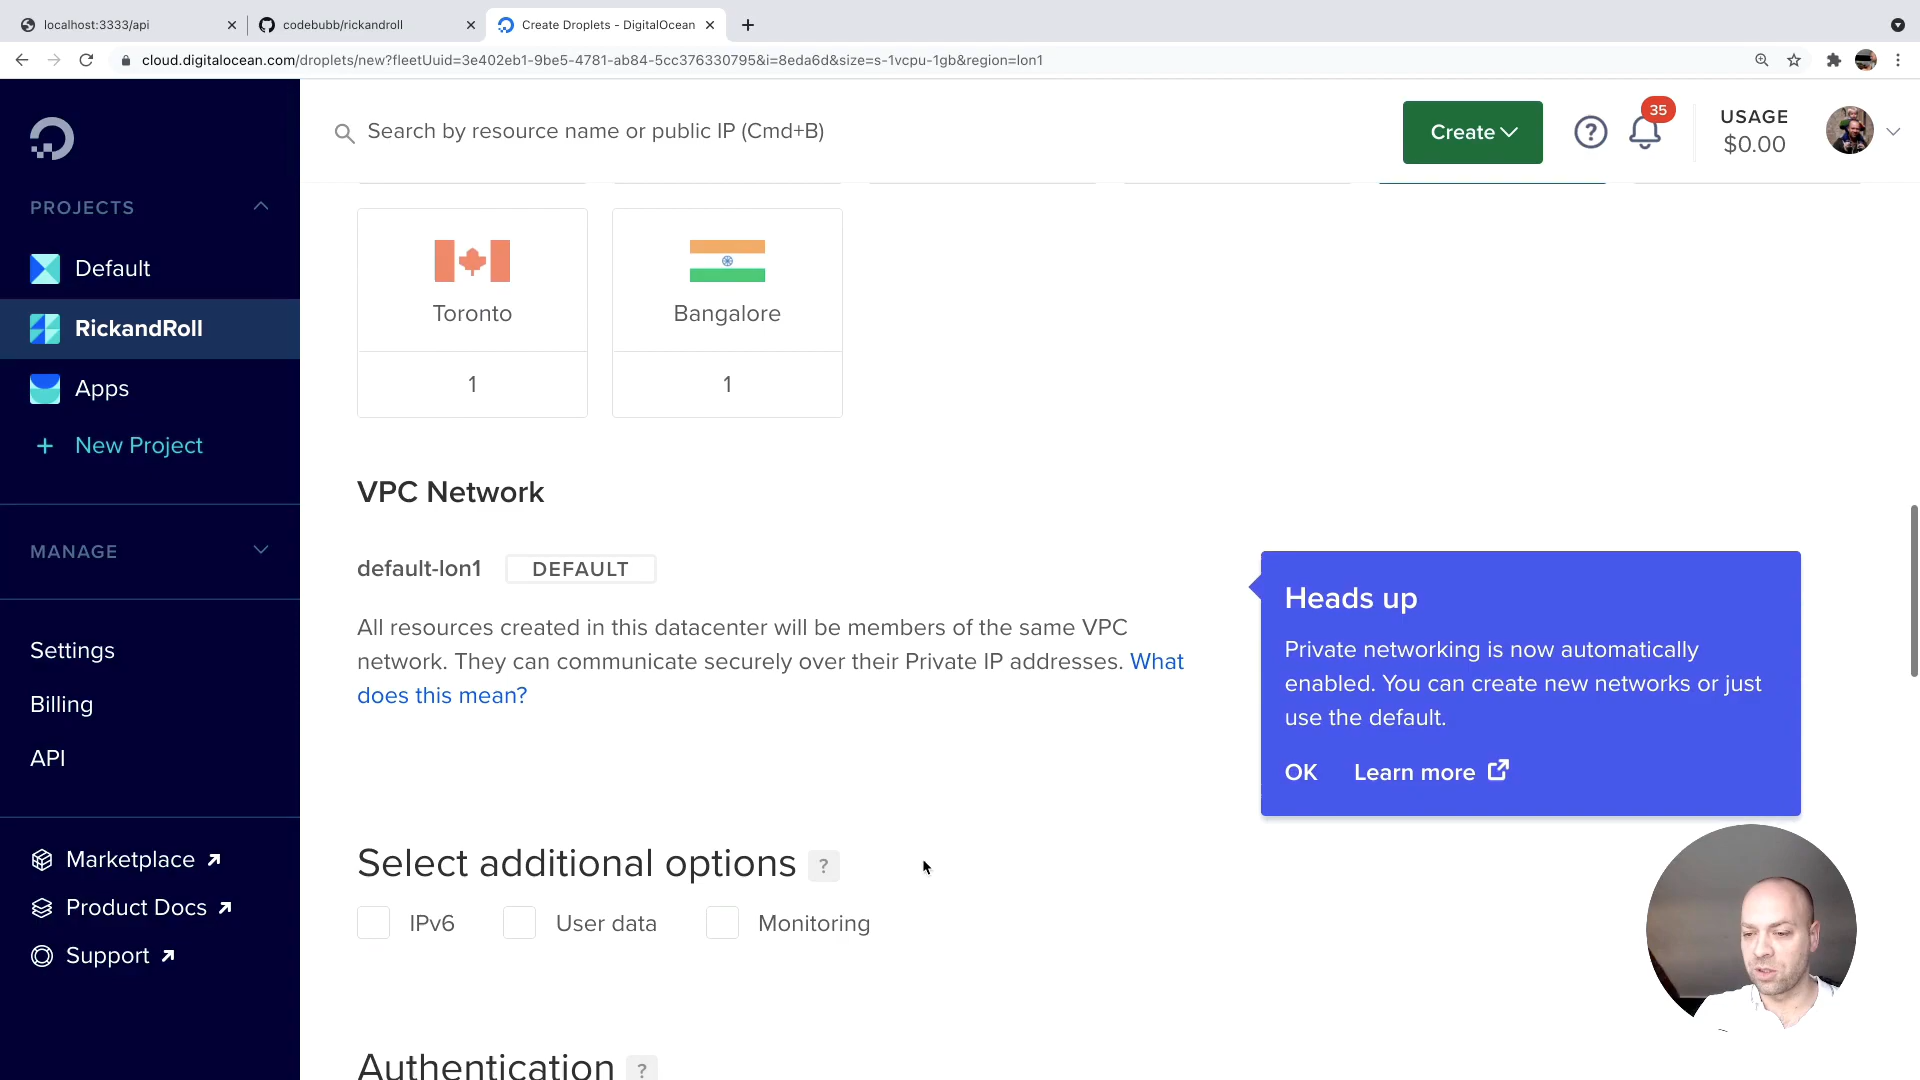 localhost:3333/api
codebubb/rickandroll
Create Droplets - DigitalOcean
cloud.digitalocean.com/droplets/new?fleetUuid=3e402eb1-9be5-4781-ab84-5cc376330795&i=8eda6d&size=s-1vcpu-1gb&region=lon1
Search by resource name or public IP (Cmd+B)
Create
?
35
USAGE
$0.00
PROJECTS
Default
RickandRoll
Apps
+ New Project
MANAGE
Settings
Billing
API
Marketplace
Product Docs
Support
Toronto
1
Bangalore
1
VPC Network
default-lon1 DEFAULT
All resources created in this datacenter will be members of the same VPC
network. They can communicate securely over their Private IP addresses. What
does this mean?
Heads up
Private networking is now automatically
enabled. You can create new networks or just
use the default.
OK Learn more
Select additional options ?
IPv6 User data Monitoring
Authentication ?